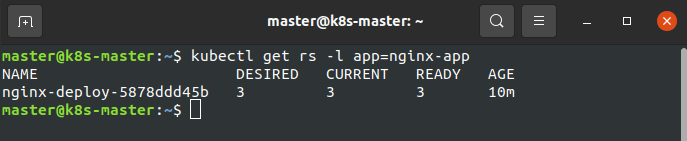 master@k8s-master: ~
master@k8s-master:~$ kubectl get rs -l app=nginx-app
NAME DESIRED CURRENT READY AGE
nginx-deploy-5878ddd45b 3 3 3 10m
master@k8s-master:~$